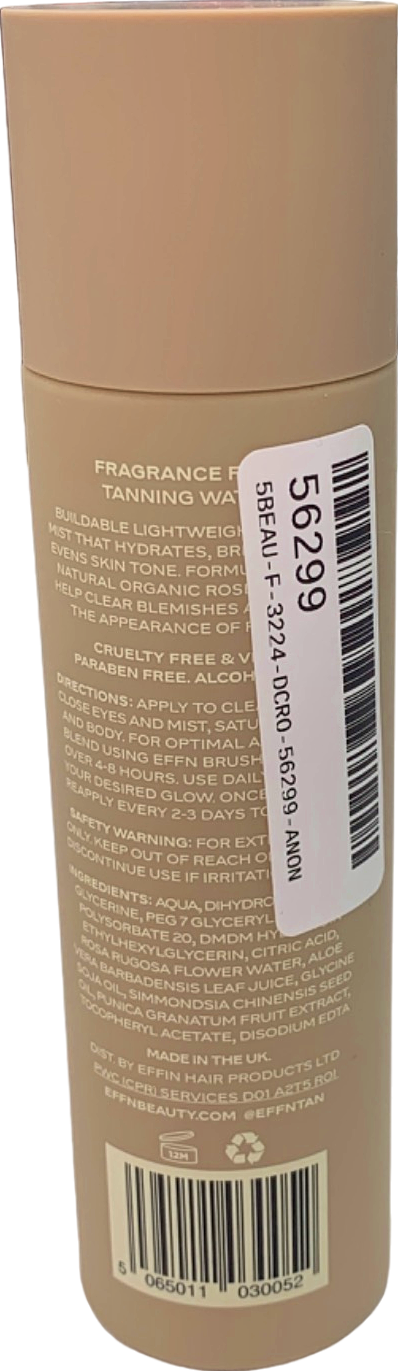 FRAGRANCE F
TANNING WAT
BUILDABLE LIGHTWEIGH
MIST THAT HYDRATES, BRI
EVENS SKIN TONE. FORMU
NATURAL ORGANIC ROS
HELP CLEAR BLEMISHES
THE APPEARANCE OF
CRUELTY FREE & V
PARABEN FREE. ALCOH
DIRECTIONS: APPLY TO CLEA
CLOSE EYES AND MIST, SATU
AND BODY. FOR OPTIMAL A
BLEND USING EFFN BRUSH
OVER 4-8 HOURS. USE DAILY
YOUR DESIRED GLOW. ONCE
REAPPLY EVERY 2-3 DAYS TO
SAFETY WARNING: FOR EXT
ONLY. KEEP OUT OF REACH O
DISCONTINUE USE IF IRRITATI
INGREDIENTS: AQUA, DIHYDRO
GLYCERINE, PEG 7 GLYCERYL
POLYSORBATE 20, DMDM HY
ETHYLHEXYLGLYCERIN, CITRIC ACID,
ROSA RUGOSA FLOWER WATER, ALOE
VERA BARBADENSIS LEAF JUICE, GLYCINE
SOJA OIL, SIMMONDSIA CHINENSIS SEED
OIL, PUNICA GRANATUM FRUIT EXTRACT,
TOCOPHERYL ACETATE, DISODIUM EDTA
MADE IN THE UK.
DIST. BY EFFIN HAIR PRODUCTS LTD
PWC (CPR) SERVICES D01 A2T5 ROI
EFFNBEAUTY.COM @EFFNTAN
12M
5 065011 030052
56299
5BEAU-F-3224-DCRO-56299-ANON